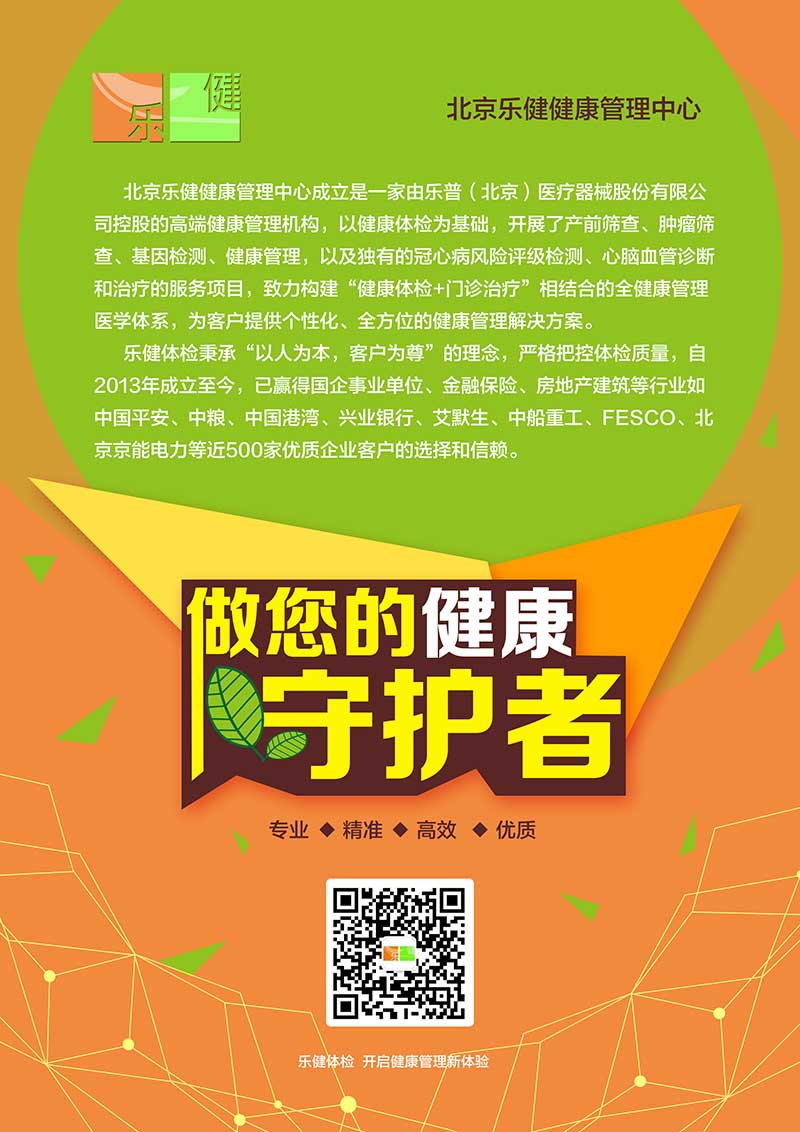 乐 健
北京乐健健康管理中心
北京乐健健康管理中心成立是一家由乐普（北京）医疗器械股份有限公
司控股的高端健康管理机构，以健康体检为基础，开展了产前筛查、肿瘤筛
查、基因检测、健康管理，以及独有的冠心病风险评级检测、心脑血管诊断
和治疗的服务项目，致力构建“健康体检+门诊治疗”相结合的全健康管理
医学体系，为客户提供个性化、全方位的健康管理解决方案。
乐健体检秉承“以人为本，客户为尊”的理念，严格把控体检质量，自
2013年成立至今，已赢得国企事业单位、金融保险、房地产建筑等行业如
中国平安、中粮、中国港湾、兴业银行、艾默生、中船重工、FESCO、北
京京能电力等近500家优质企业客户的选择和信赖。
做您的健康
守护者
专业 ◆ 精准 ◆ 高效 ◆ 优质
乐健
乐健体检 开启健康管理新体验